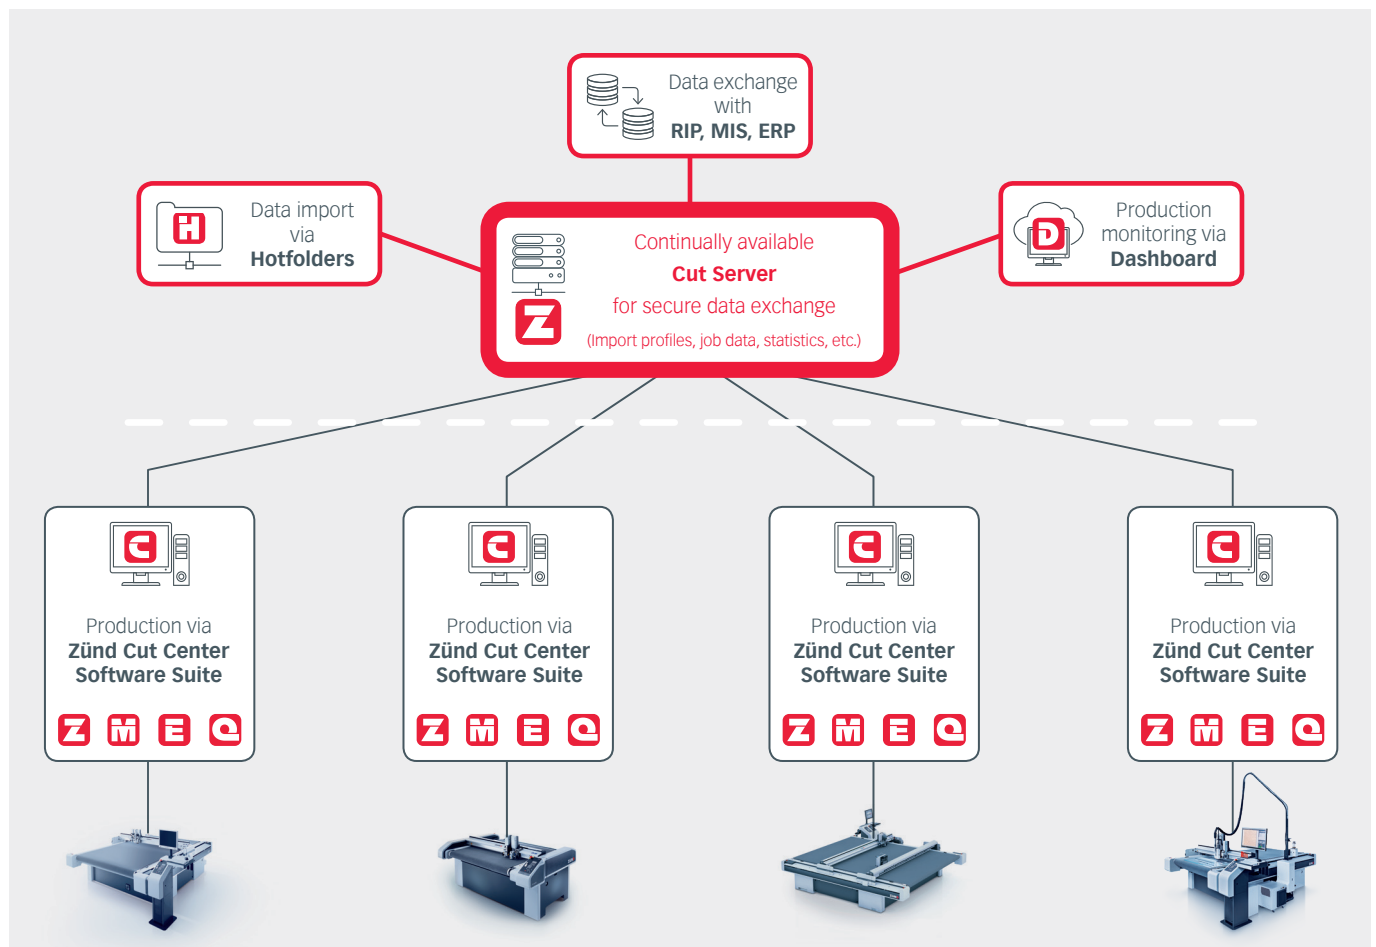 Data exchange
with
RIP, MIS, ERP
Data import
via
Hotfolders
H
Production
monitoring via
Dashboard
D
Continually available
Cut Server
for secure data exchange
(Import profiles, job data, statistics, etc.)
Z
C
Production via
Zünd Cut Center
Software Suite
Z M E Q
C
Production via
Zünd Cut Center
Software Suite
Z M E Q
C
Production via
Zünd Cut Center
Software Suite
Z M E Q
C
Production via
Zünd Cut Center
Software Suite
Z M E Q